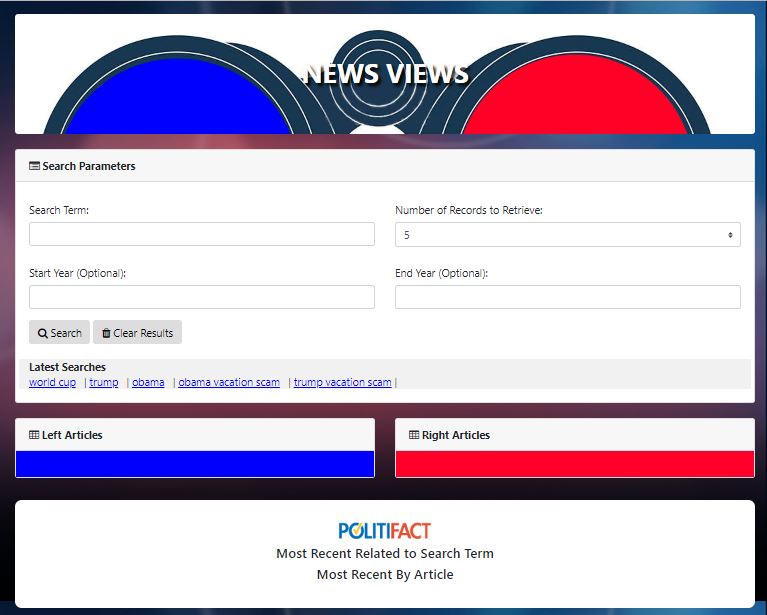 NEWS VIEWS
Search Parameters
Search Term:
Number of Records to Retrieve:
5
Start Year (Optional):
End Year (Optional):
Search
Clear Results
Latest Searches
world cup | trump | obama | obama vacation scam | trump vacation scam |
Left Articles
Right Articles
POLITIFACT
Most Recent Related to Search Term
Most Recent By Article